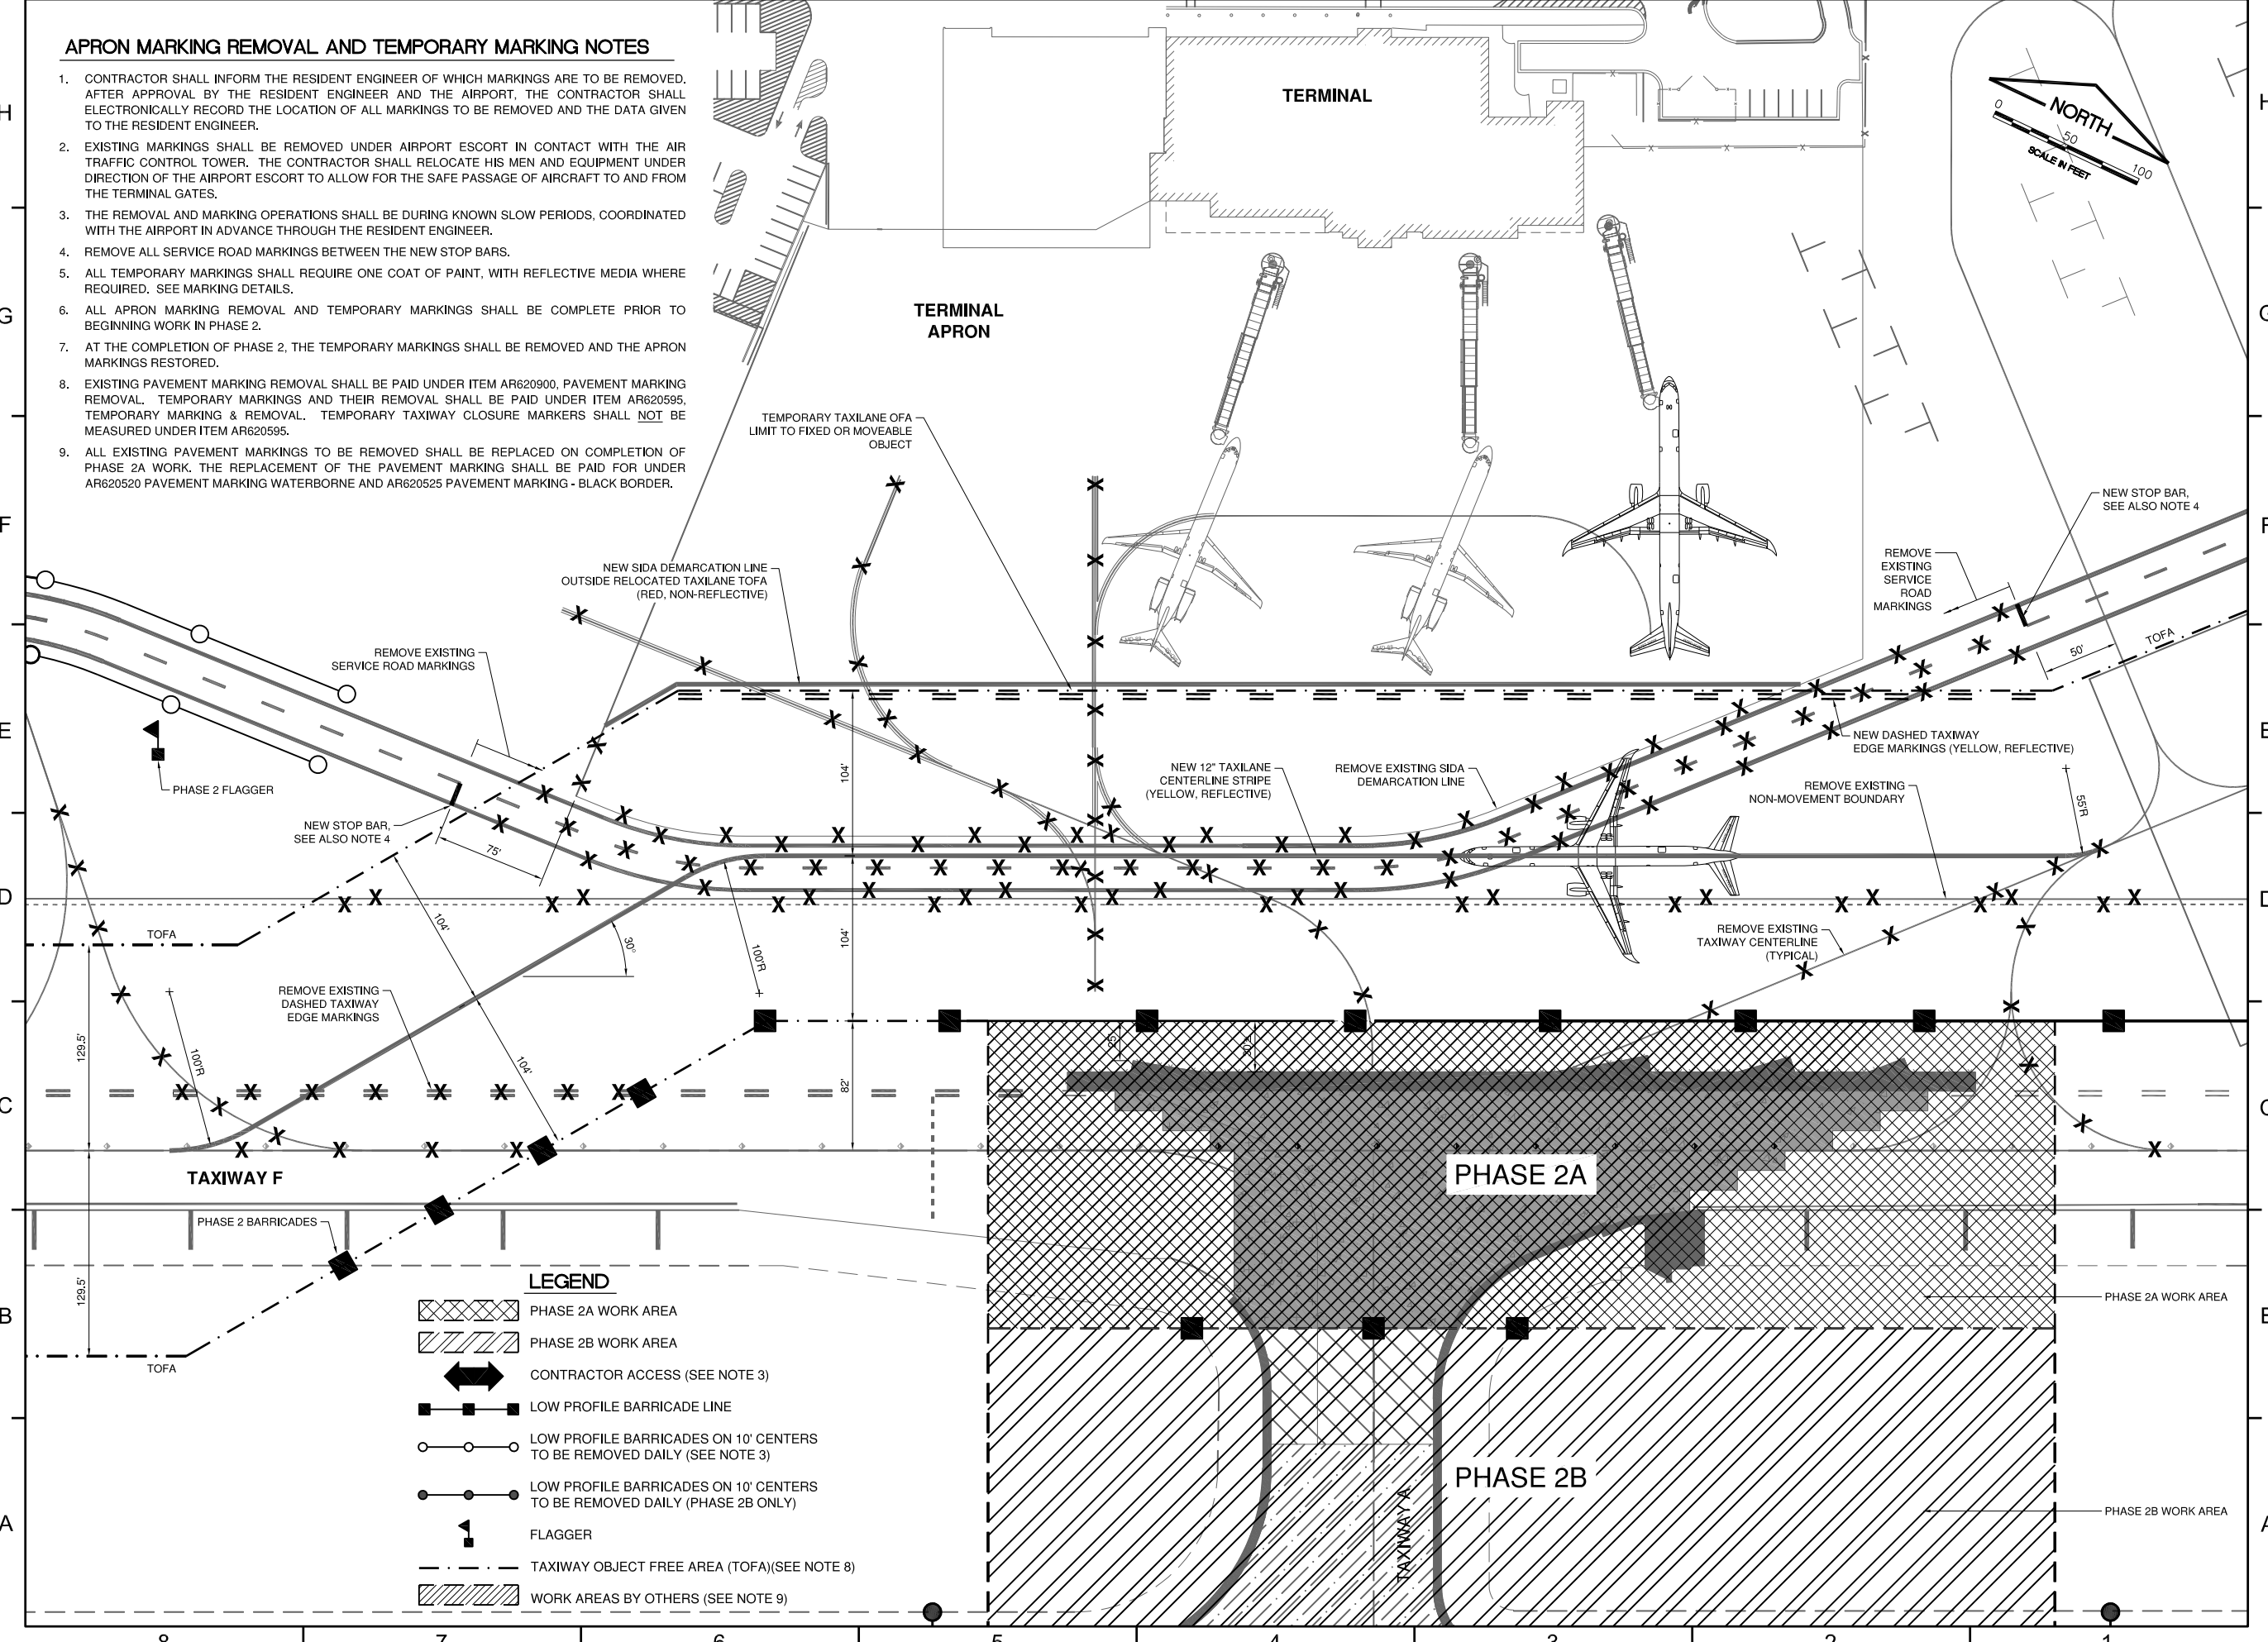 APRON MARKING REMOVAL AND TEMPORARY MARKING NOTES
1. CONTRACTOR SHALL INFORM THE RESIDENT ENGINEER OF WHICH MARKINGS ARE TO BE REMOVED.
AFTER APPROVAL BY THE RESIDENT ENGINEER AND THE AIRPORT, THE CONTRACTOR SHALL
ELECTRONICALLY RECORD THE LOCATION OF ALL MARKINGS TO BE REMOVED AND THE DATA GIVEN
TO THE RESIDENT ENGINEER.
2. EXISTING MARKINGS SHALL BE REMOVED UNDER AIRPORT ESCORT IN CONTACT WITH THE AIR
TRAFFIC CONTROL TOWER. THE CONTRACTOR SHALL RELOCATE HIS MEN AND EQUIPMENT UNDER
DIRECTION OF THE AIRPORT ESCORT TO ALLOW FOR THE SAFE PASSAGE OF AIRCRAFT TO AND FROM
THE TERMINAL GATES.
3. THE REMOVAL AND MARKING OPERATIONS SHALL BE DURING KNOWN SLOW PERIODS, COORDINATED
WITH THE AIRPORT IN ADVANCE THROUGH THE RESIDENT ENGINEER.
4. REMOVE ALL SERVICE ROAD MARKINGS BETWEEN THE NEW STOP BARS.
5. ALL TEMPORARY MARKINGS SHALL REQUIRE ONE COAT OF PAINT, WITH REFLECTIVE MEDIA WHERE
REQUIRED. SEE MARKING DETAILS.
6. ALL APRON MARKING REMOVAL AND TEMPORARY MARKINGS SHALL BE COMPLETE PRIOR TO
BEGINNING WORK IN PHASE 2.
7. AT THE COMPLETION OF PHASE 2, THE TEMPORARY MARKINGS SHALL BE REMOVED AND THE APRON
MARKINGS RESTORED.
8. EXISTING PAVEMENT MARKING REMOVAL SHALL BE PAID UNDER ITEM AR620900, PAVEMENT MARKING
REMOVAL. TEMPORARY MARKINGS AND THEIR REMOVAL SHALL BE PAID UNDER ITEM AR620595,
TEMPORARY MARKING & REMOVAL. TEMPORARY TAXIWAY CLOSURE MARKERS SHALL NOT BE
MEASURED UNDER ITEM AR620595.
9. ALL EXISTING PAVEMENT MARKINGS TO BE REMOVED SHALL BE REPLACED ON COMPLETION OF
PHASE 2A WORK. THE REPLACEMENT OF THE PAVEMENT MARKING SHALL BE PAID FOR UNDER
AR620520 PAVEMENT MARKING WATERBORNE AND AR620525 PAVEMENT MARKING - BLACK BORDER.
TERMINAL
NORTH
0
50
100
SCALE IN FEET
TERMINAL
APRON
TEMPORARY TAXILANE OFA
LIMIT TO FIXED OR MOVEABLE
OBJECT
NEW STOP BAR,
SEE ALSO NOTE 4
REMOVE
EXISTING
SERVICE
ROAD
MARKINGS
NEW SIDA DEMARCATION LINE
OUTSIDE RELOCATED TAXILANE TOFA
(RED, NON-REFLECTIVE)
TOFA
50'
REMOVE EXISTING
SERVICE ROAD MARKINGS
PHASE 2 FLAGGER
NEW DASHED TAXIWAY
EDGE MARKINGS (YELLOW, REFLECTIVE)
NEW 12" TAXILANE
CENTERLINE STRIPE
(YELLOW, REFLECTIVE)
REMOVE EXISTING SIDA
DEMARCATION LINE
REMOVE EXISTING
NON-MOVEMENT BOUNDARY
104'
55'R
NEW STOP BAR,
SEE ALSO NOTE 4
75'
TOFA
104'
30°
100'R
104'
REMOVE EXISTING
TAXIWAY CENTERLINE
(TYPICAL)
REMOVE EXISTING
DASHED TAXIWAY
EDGE MARKINGS
129.5'
100'R
104'
82'
25'
TAXIWAY F
PHASE 2A
PHASE 2 BARRICADES
129.5'
TOFA
PHASE 2A WORK AREA
PHASE 2B
TAXIWAY A
PHASE 2B WORK AREA
LEGEND
PHASE 2A WORK AREA
PHASE 2B WORK AREA
CONTRACTOR ACCESS (SEE NOTE 3)
LOW PROFILE BARRICADE LINE
LOW PROFILE BARRICADES ON 10' CENTERS
TO BE REMOVED DAILY (SEE NOTE 3)
LOW PROFILE BARRICADES ON 10' CENTERS
TO BE REMOVED DAILY (PHASE 2B ONLY)
FLAGGER
TAXIWAY OBJECT FREE AREA (TOFA)(SEE NOTE 8)
WORK AREAS BY OTHERS (SEE NOTE 9)
H
G
F
E
D
C
B
A
H
F
D